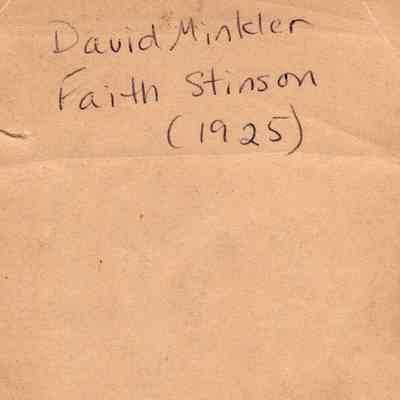 David Minkler
Faith Stinson
(1925)